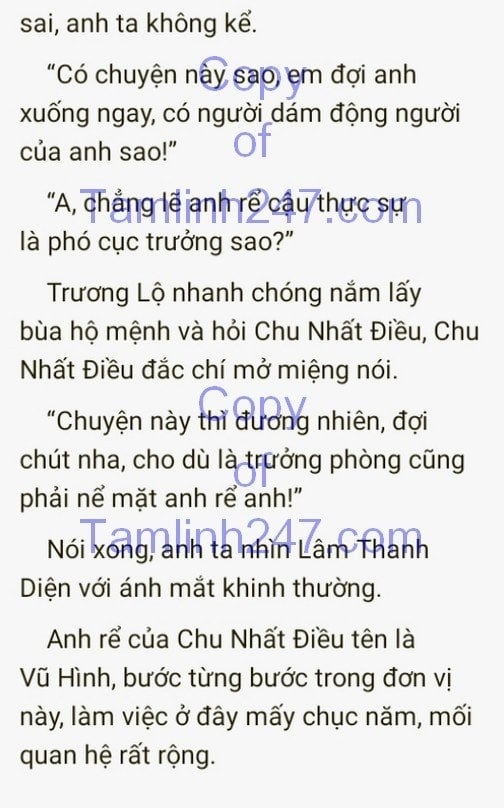 sai, anh ta không kể.
“Có chuyện này sao, em đợi anh
xuống ngay, có người dám động người
của anh sao!”
“A, chẳng lẽ anh rể cậu thực sự
là phó cục trưởng sao?”
Trương Lộ nhanh chóng nắm lấy
bùa hộ mệnh và hỏi Chu Nhất Điều, Chu
Nhất Điều đắc chí mở miệng nói.
“Chuyện này thì đương nhiên, đợi
chút nha, cho dù là trưởng phòng cũng
phải nể mặt anh rể anh!”
Nói xong, anh ta nhìn Lâm Thanh
Diện với ánh mắt khinh thường.
Anh rể của Chu Nhất Điều tên là
Vũ Hình, bước từng bước trong đơn vị
này, làm việc ở đây mấy chục năm, mối
quan hệ rất rộng.
Copy
of
Tamlinh247.com
Copy
of
Tamlinh247.com